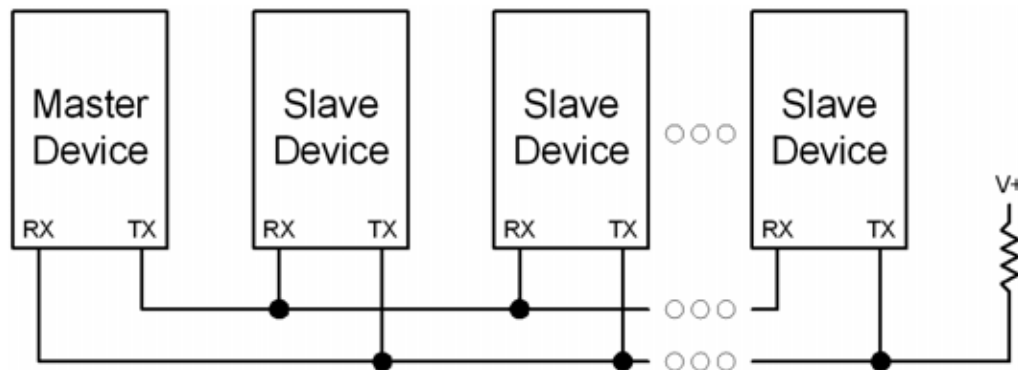 Master
Device
RX TX
Slave
Device
RX TX
Slave
Device
RX TX
Slave
Device
RX TX
V+